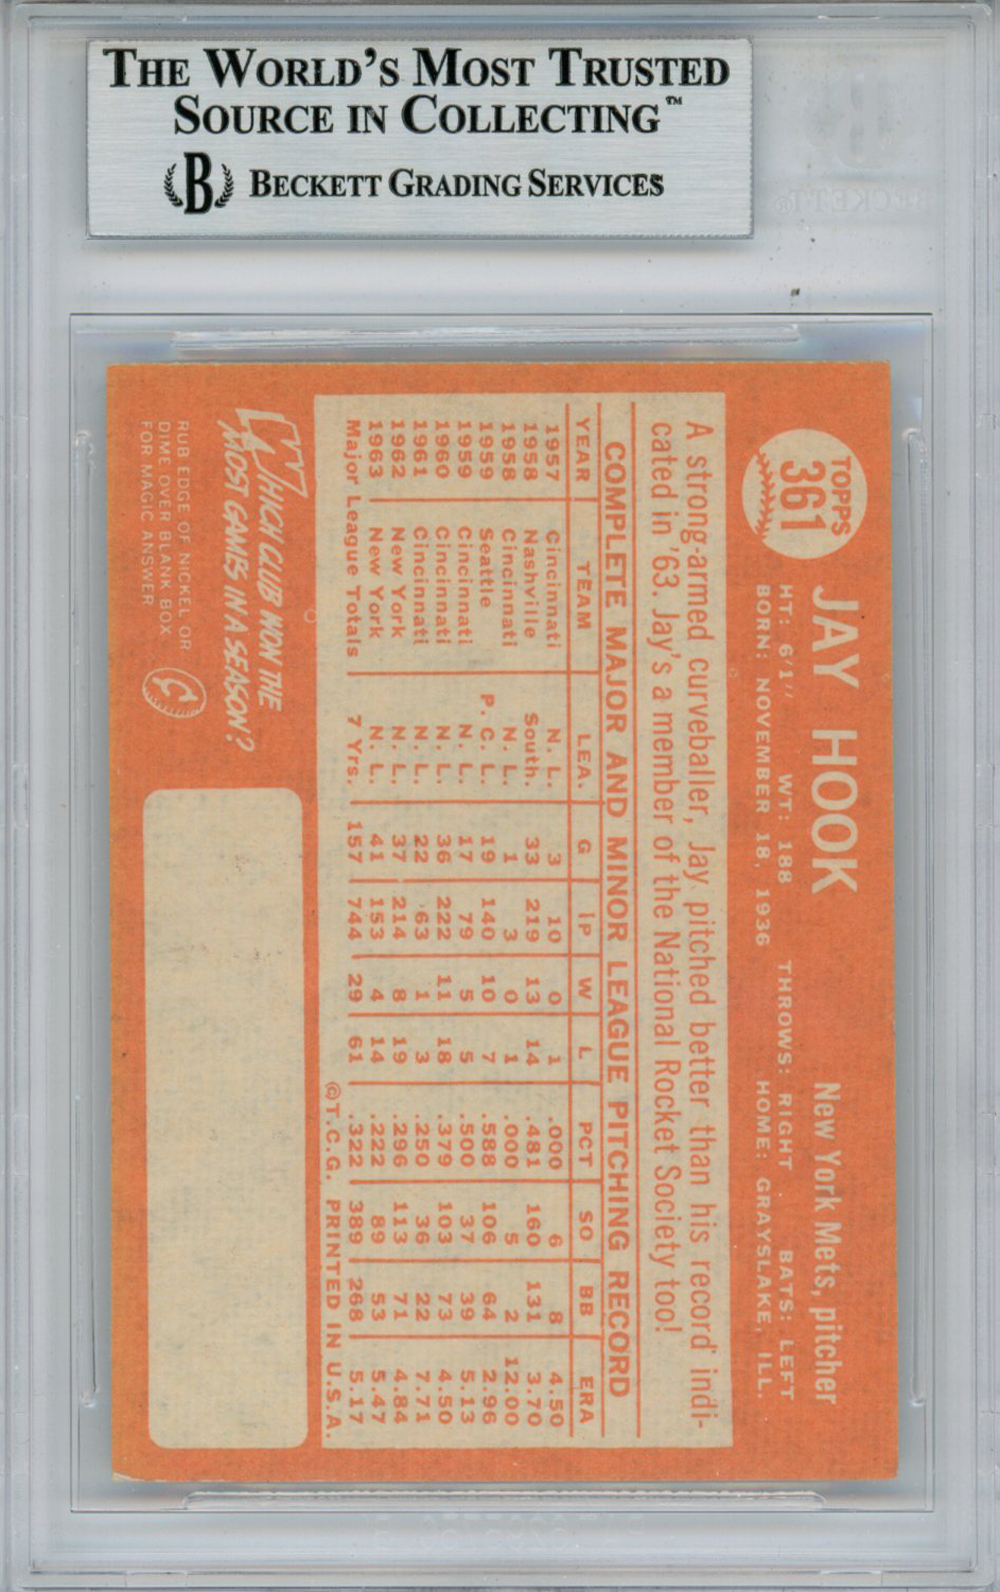 THE WORLD'S MOST TRUSTED
SOURCE IN COLLECTING™
B BECKETT GRADING SERVICES
TOPPS
361
JAY HOOK
New York Mets, pitcher
HT: 6'1" WT: 188 THROWS: RIGHT BATS: LEFT
BORN: NOVEMBER 18, 1936 HOME: GRAYSLAKE, ILL.
A strong-armed curveballer, Jay pitched better than his record indi-
cated in '63. Jay's a member of the National Rocket Society too!
COMPLETE MAJOR AND MINOR LEAGUE PITCHING RECORD
YEAR TEAM LEA. G IP W L PCT SO BB ERA
1957 Cincinnati N. L. 3 10 0 1 .000 6 8 4.50
1958 Nashville South. 33 219 13 14 .481 160 131 3.70
1958 Cincinnati N. L. 1 3 0 1 .000 5 2 12.00
1959 Seattle P. C. L. 19 140 10 7 .588 106 64 2.96
1959 Cincinnati N. L. 17 79 5 5 .500 37 39 5.13
1960 Cincinnati N. L. 36 222 11 18 .379 103 73 4.50
1961 Cincinnati N. L. 22 63 1 3 .250 36 22 7.71
1962 New York N. L. 37 214 8 19 .296 113 71 4.84
1963 New York N. L. 41 153 4 14 .222 89 53 5.47
Major League Totals 7 Yrs. 157 744 29 61 .322 389 268 5.17
©T.C.G. PRINTED IN U.S.A.
WHICH CLUB WON THE
MOST GAMES IN A SEASON?
RUB EDGE OF NICKEL OR
DIME OVER BLANK BOX
FOR MAGIC ANSWER